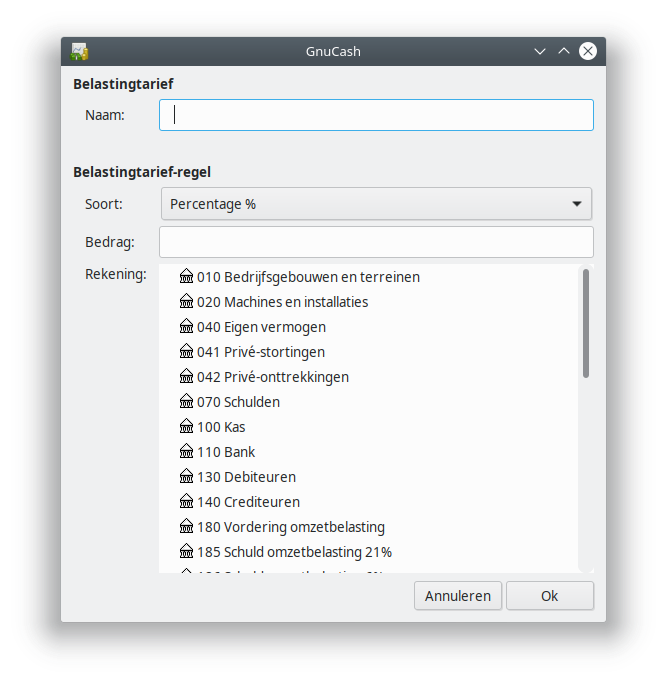 GnuCash
Belastingtarief
Naam:
Belastingtarief-regel
Soort: Percentage %
Bedrag:
Rekening: 010 Bedrijfsgebouwen en terreinen
020 Machines en installaties
040 Eigen vermogen
041 Privé-stortingen
042 Privé-onttrekkingen
070 Schulden
100 Kas
110 Bank
130 Debiteuren
140 Crediteuren
180 Vordering omzetbelasting
185 Schuld omzetbelasting 21%
Annuleren Ok